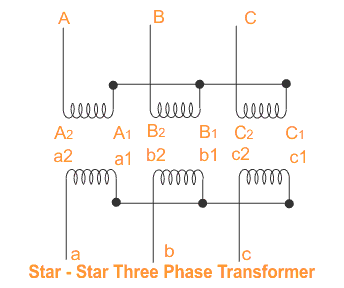 A B C
A2 A1 B2 B1 C2 C1
a2 a1 b2 b1 c2 c1
a b c
Star - Star Three Phase Transformer